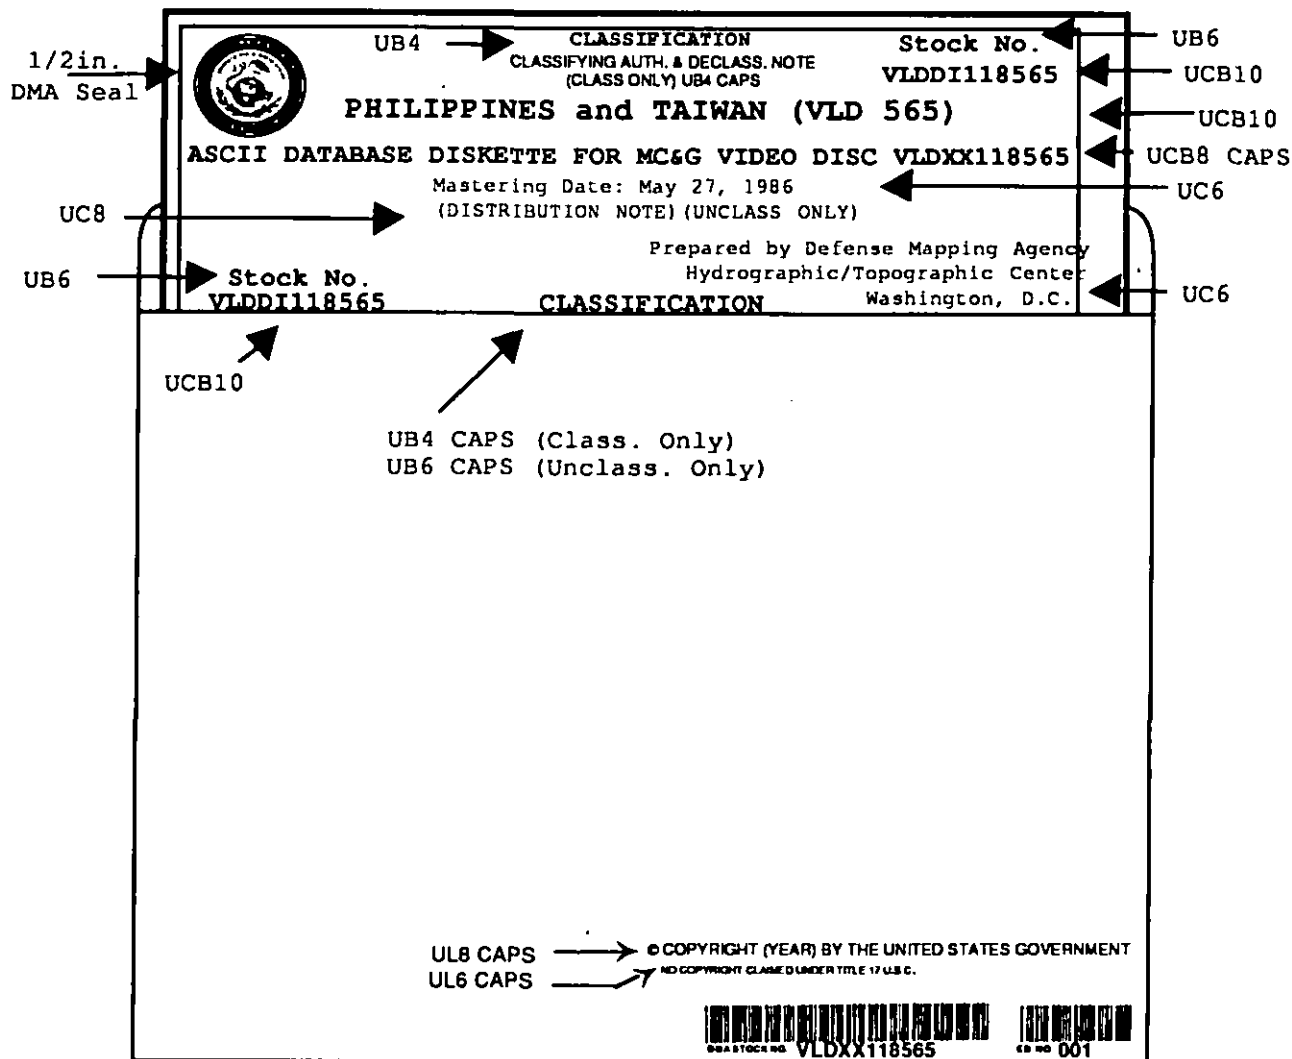 UB4
CLASSIFICATION
Stock No.
UB6
1/2in.
DMA Seal
CLASSIFYING AUTH. & DECLASS. NOTE
(CLASS ONLY) UB4 CAPS
VLDDI118565
UCB10
PHILIPPINES and TAIWAN (VLD 565)
UCB10
ASCII DATABASE DISKETTE FOR MC&G VIDEO DISC VLDXX118565
UCB8 CAPS
Mastering Date: May 27, 1986
UC6
UC8
(DISTRIBUTION NOTE) (UNCLASS ONLY)
Prepared by Defense Mapping Agency
Hydrographic/Topographic Center
Washington, D.C.
UC6
UB6
Stock No.
VLDDI118565
CLASSIFICATION
UCB10
UB4 CAPS (Class. Only)
UB6 CAPS (Unclass. Only)
UL8 CAPS
© COPYRIGHT (YEAR) BY THE UNITED STATES GOVERNMENT
UL6 CAPS
NO COPYRIGHT CLAIMED UNDER TITLE 17 U.S.C.
STOCK NO. VLDXX118565
ED NO 001